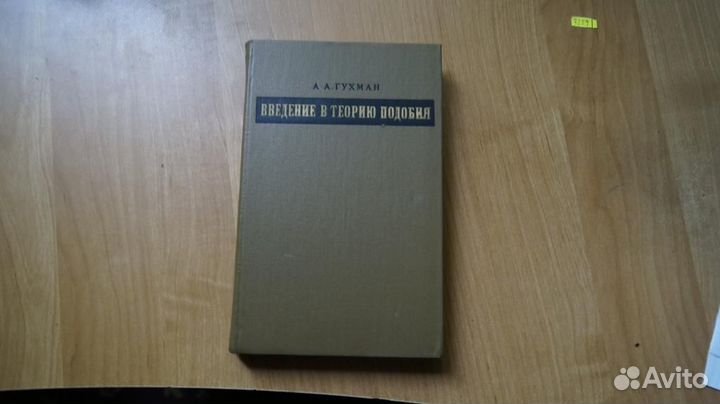 А. А. ГУХМАН
ВВЕДЕНИЕ В ТЕОРИЮ ПОДОБИЯ
Avito